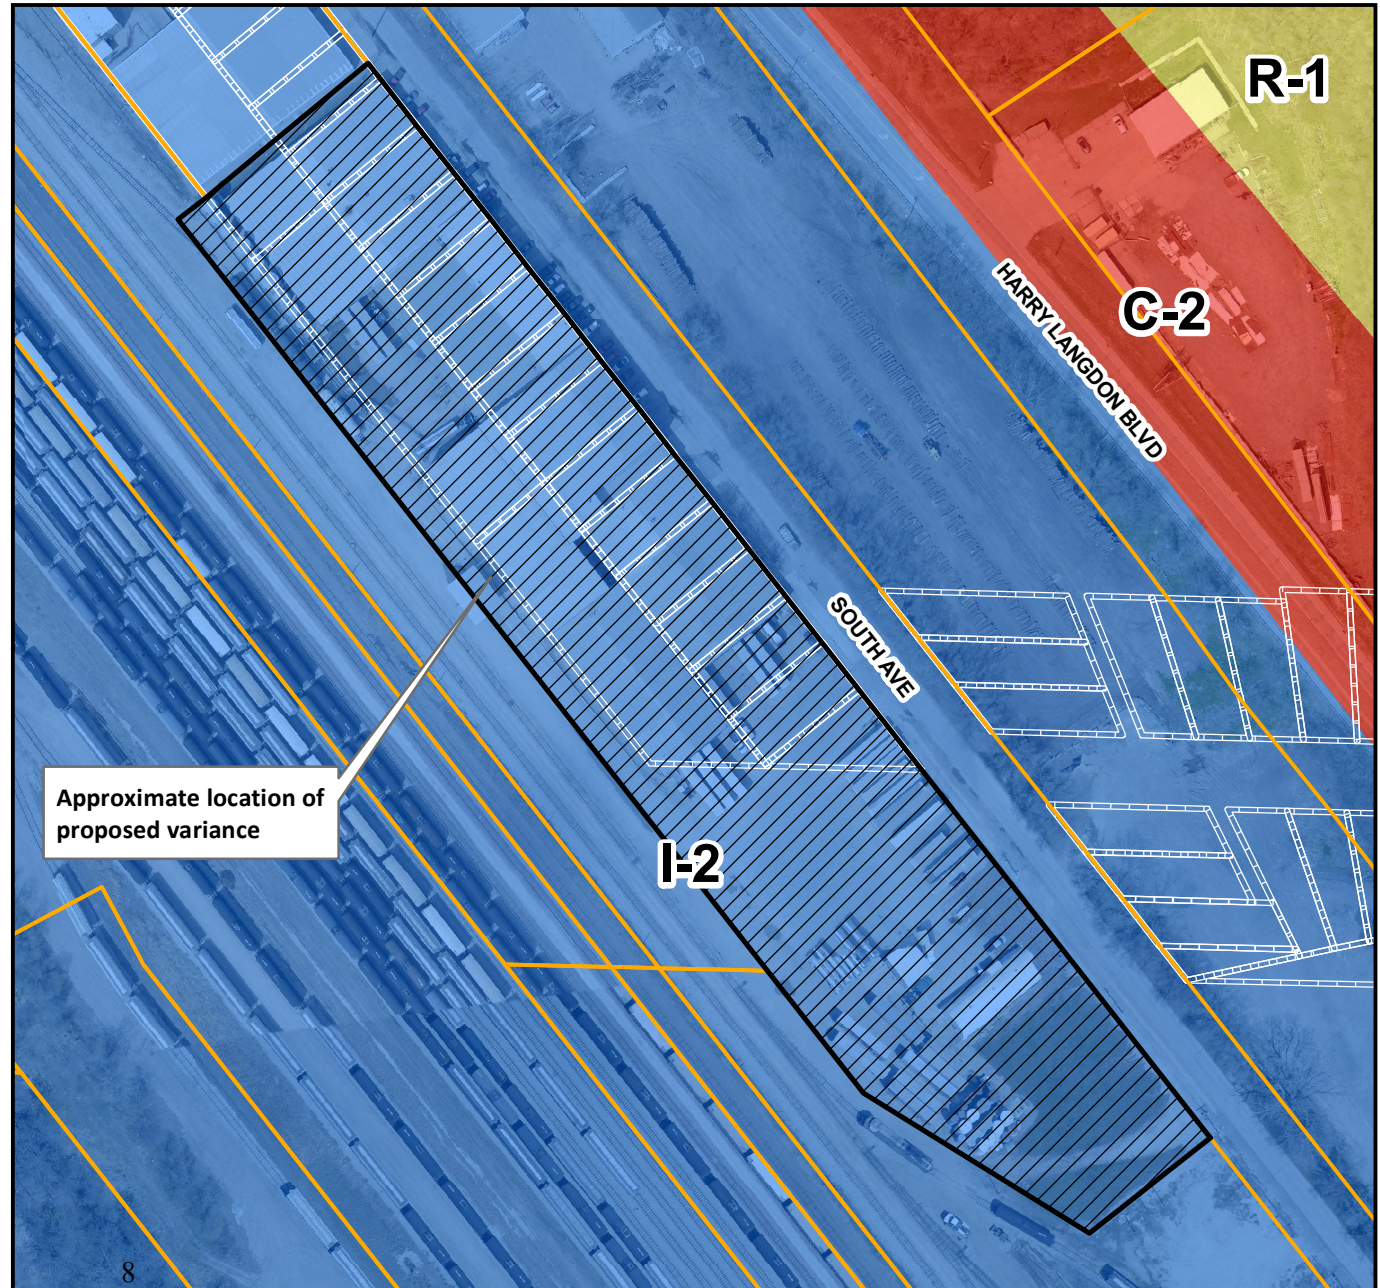 R-1
C-2
HARRY LANGDON BLVD
SOUTH AVE
Approximate location of
proposed variance
I-2
8